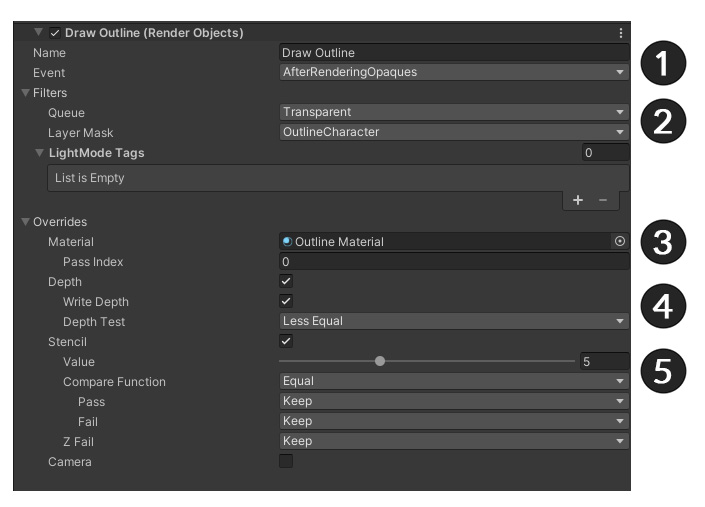 Draw Outline (Render Objects)
Name Draw Outline
Event AfterRenderingOpaques
1
Filters
Queue Transparent
2
Layer Mask OutlineCharacter
LightMode Tags 0
List is Empty
+ −
Overrides
Material Outline Material
3
Pass Index 0
Depth
Write Depth
4
Depth Test Less Equal
Stencil
Value 5
5
Compare Function Equal
Pass Keep
Fail Keep
Z Fail Keep
Camera